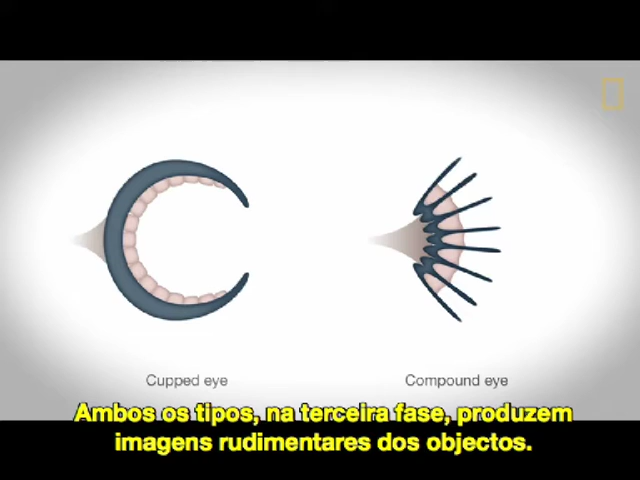 Cupped eye
Compound eye
Ambos os tipos, na terceira fase, produzem
imagens rudimentares dos objectos.